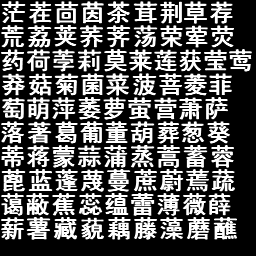 茫茬茴茵茶茸荆草荐
荒荔荚荞荠荡荣荤荧
药荷荸莉莫莱莲获宝莺
莽菇菊菌菜菠菩菱菲
萄萌萍萎萝萤营萧萨
落著葛葡董葫葬葱葵
蒂蒋蒙蒜蒲蒸蒿蓄蓉
蓖蓝蓬蔑蔓蔗蔚蔫蔬
蔼蔽蕉蕊蕴蕾薄薇薛
新薯藏藐藕藤藻磨蘸